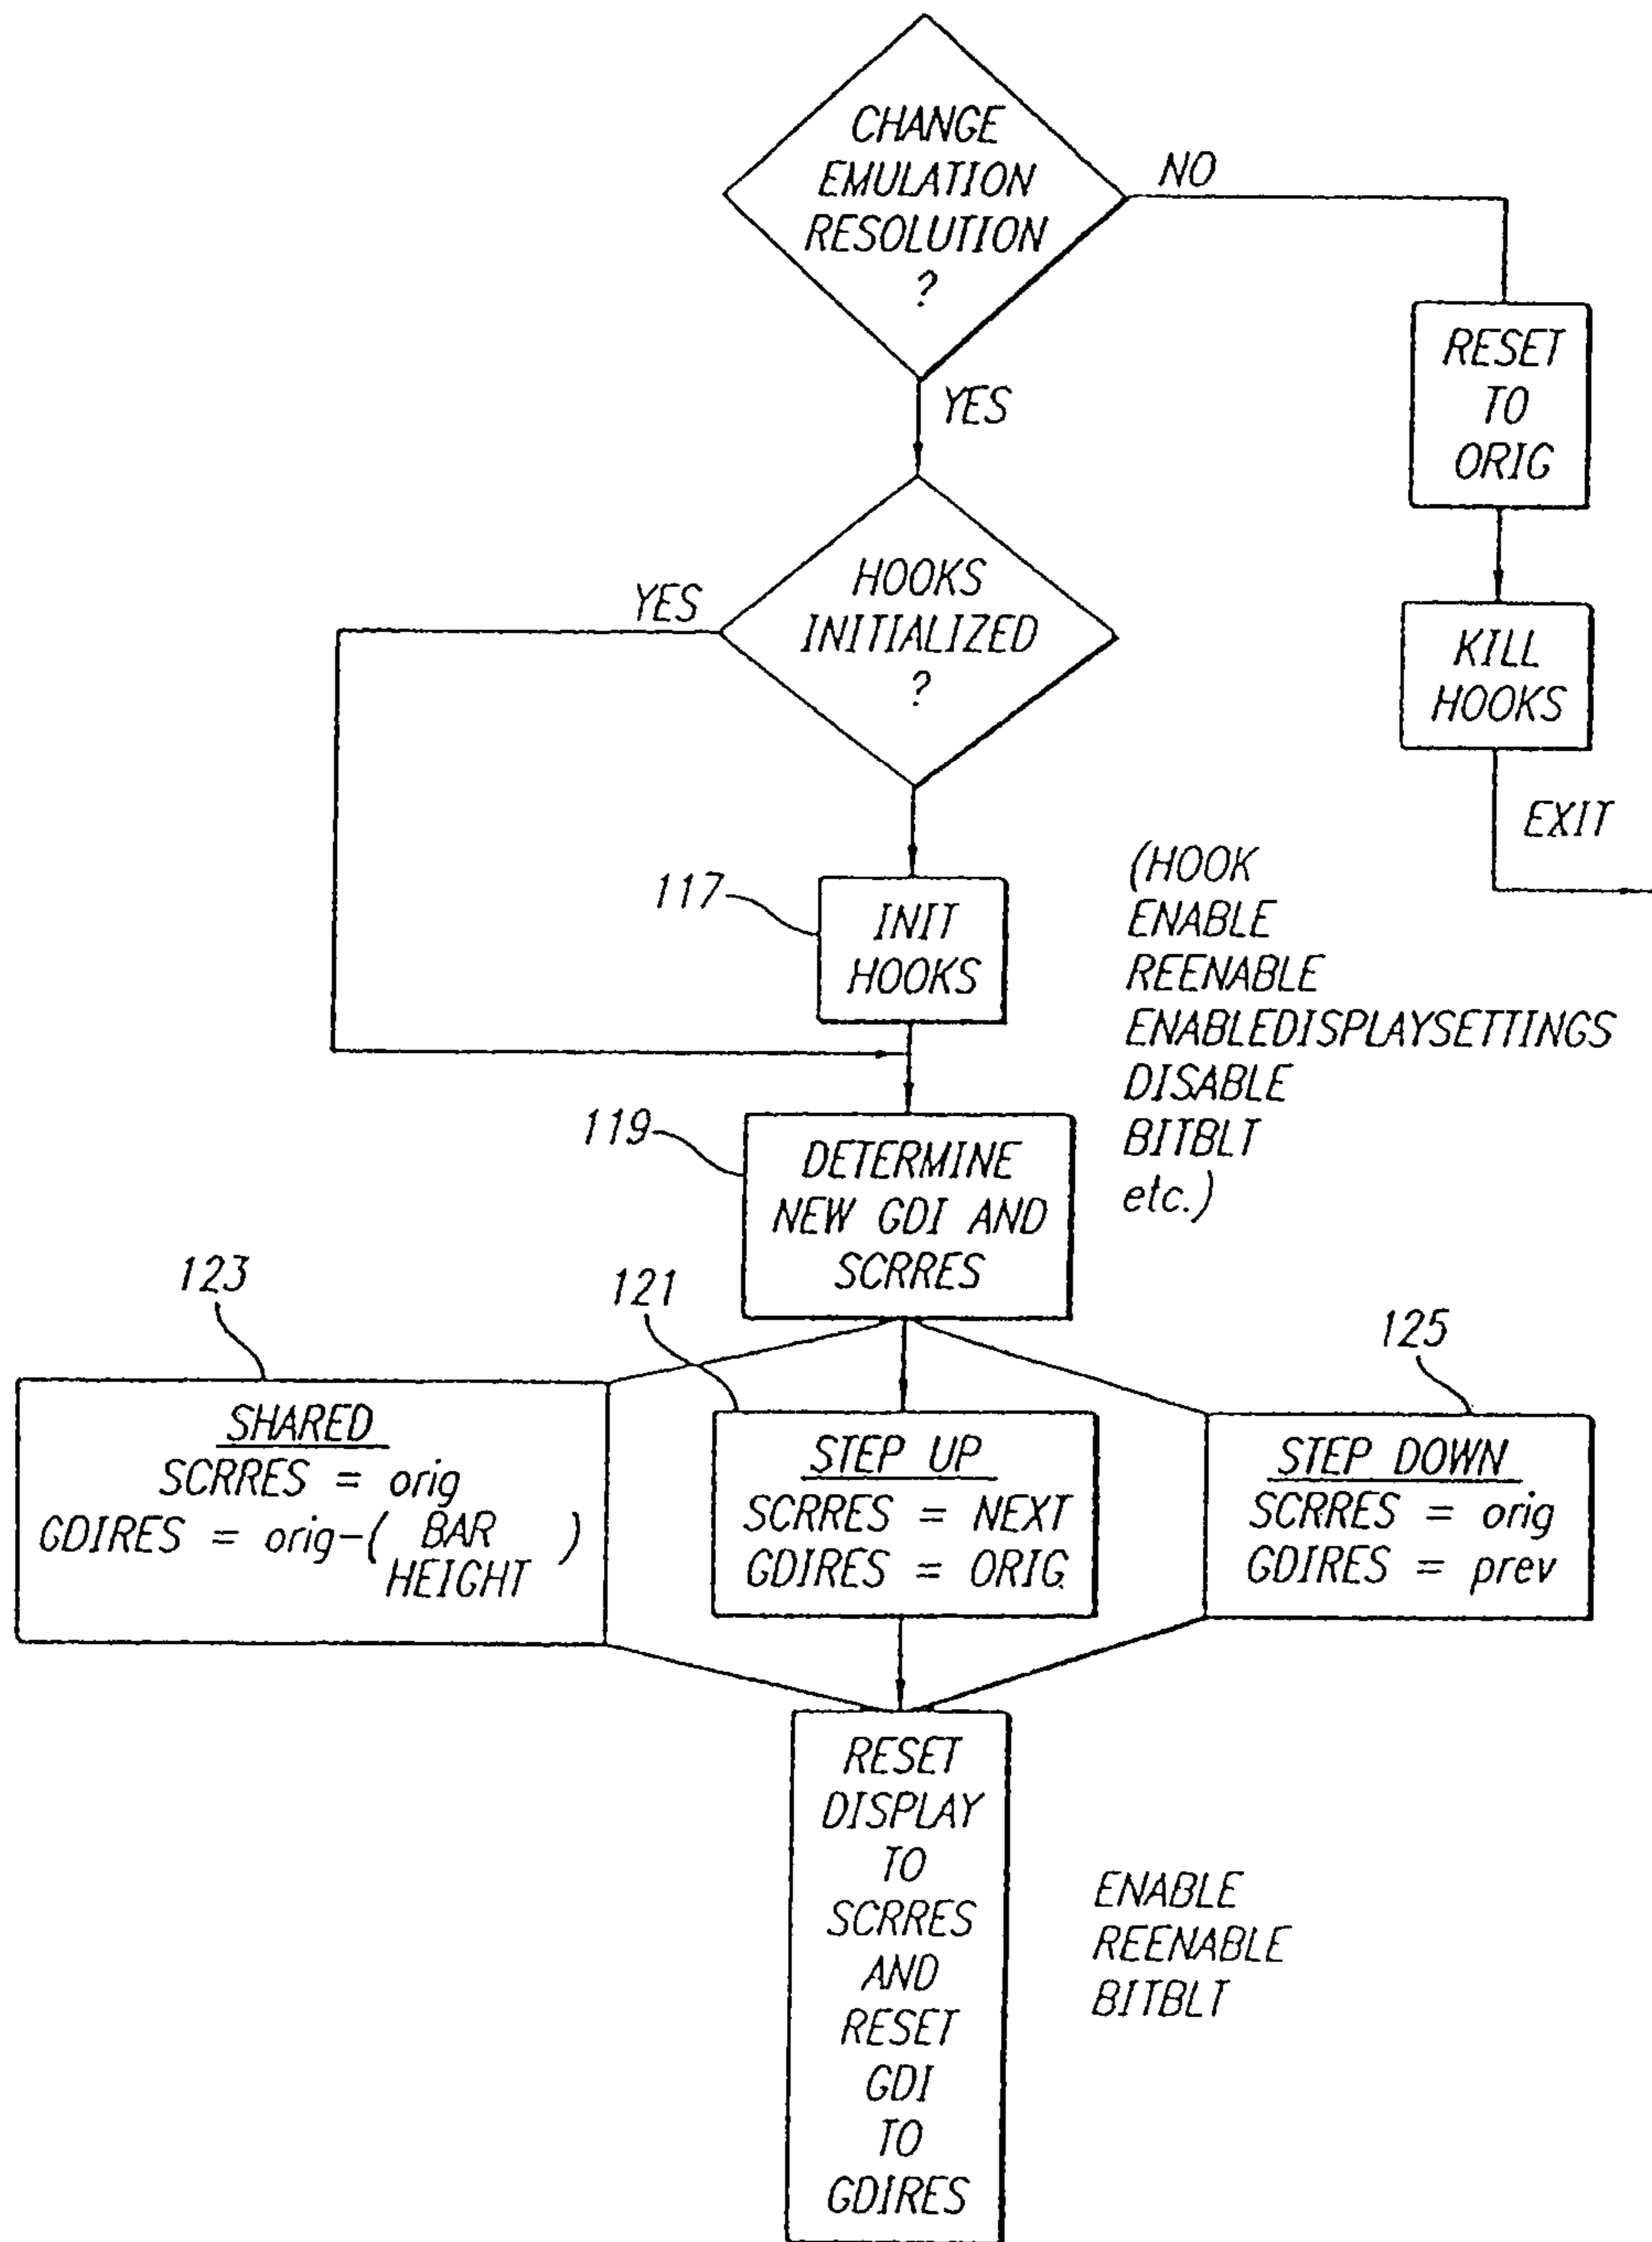 CHANGE
EMULATION
RESOLUTION
?
NO
YES
RESET
TO
ORIG
KILL
HOOKS
EXIT
HOOKS
INITIALIZED
?
YES
117
INIT
HOOKS
(HOOK
ENABLE
REENABLE
ENABLEDISPLAYSETTINGS
DISABLE
BITBLT
etc.)
119
DETERMINE
NEW GDI AND
SCRRES
123
SHARED
SCRRES = orig
GDIRES = orig-( BAR )
HEIGHT
121
STEP UP
SCRRES = NEXT
GDIRES = ORIG
125
STEP DOWN
SCRRES = orig
GDIRES = prev
RESET
DISPLAY
TO
SCRRES
AND
RESET
GDI
TO
GDIRES
ENABLE
REENABLE
BITBLT